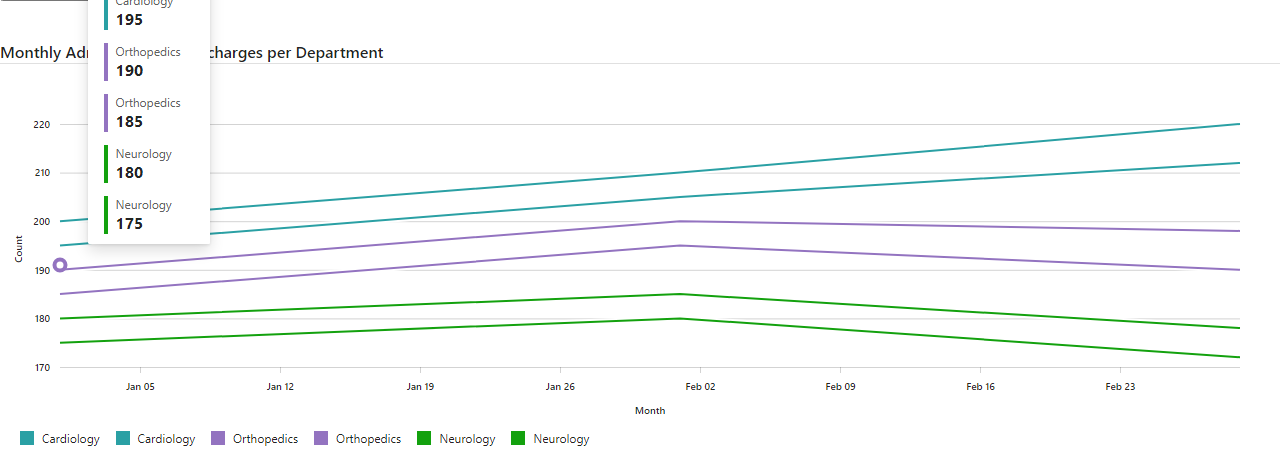 Cardiology
195
Monthly Ad charges per Department
Orthopedics
190
Orthopedics
185
Neurology
180
Neurology
175
220
210
200
190
180
170
Count
Jan 05 Jan 12 Jan 19 Jan 26 Feb 02 Feb 09 Feb 16 Feb 23
Month
Cardiology Cardiology Orthopedics Orthopedics Neurology Neurology